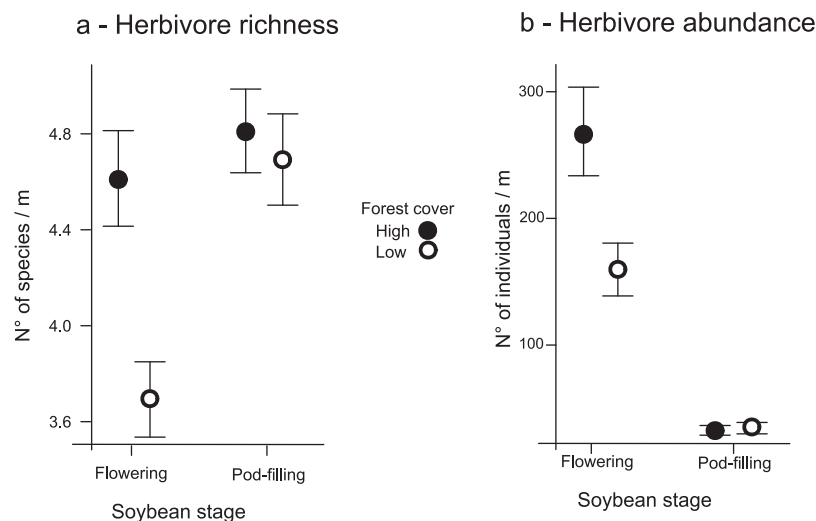 a - Herbivore richness
N° of species / m
4.8
4.4
4.0
3.6
Flowering
Pod-filling
Soybean stage
Forest cover
High
Low
b - Herbivore abundance
N° of individuals / m
300
200
100
Flowering
Pod-filling
Soybean stage